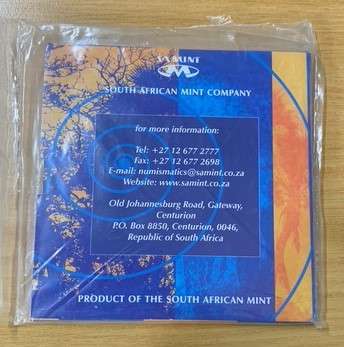 SA MINT
SOUTH AFRICAN MINT COMPANY
for more information:
Tel: +27 12 677 2777
Fax: +27 12 677 2698
E-mail: numismatics@samint.co.za
Website: www.samint.co.za
Old Johannesburg Road, Gateway,
Centurion
P.O. Box 8850, Centurion, 0046,
Republic of South Africa
PRODUCT OF THE SOUTH AFRICAN MINT